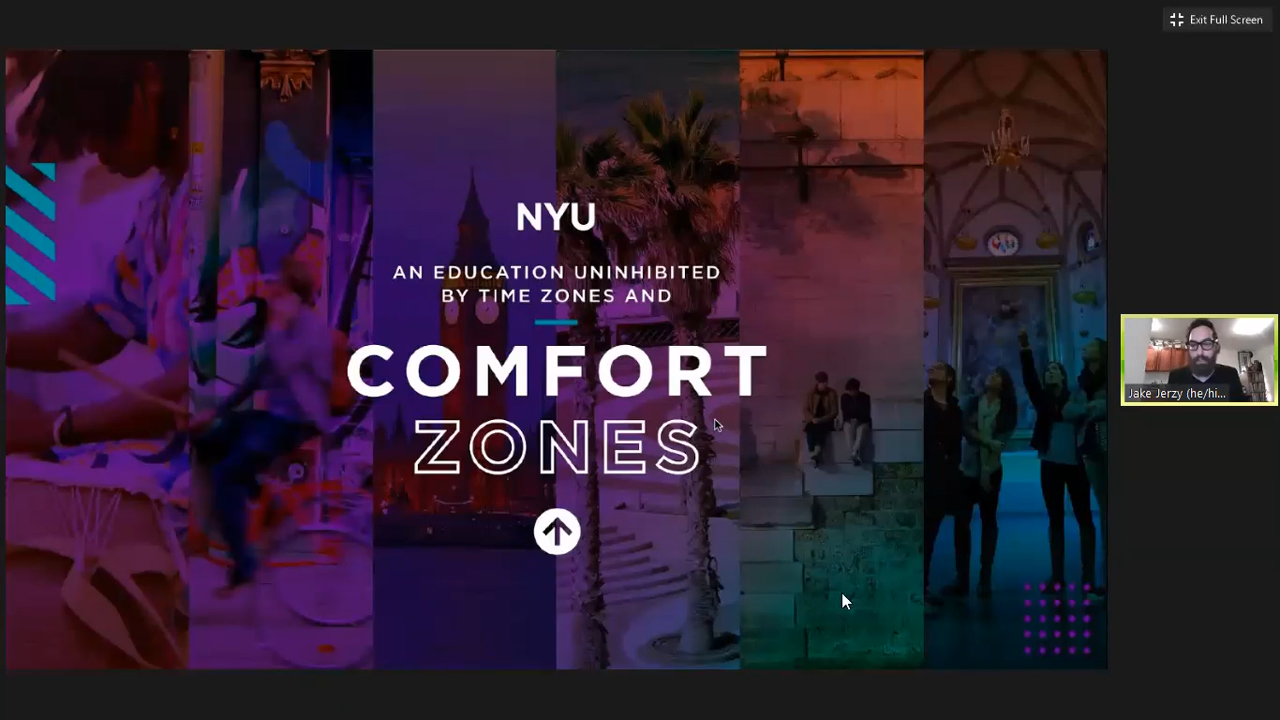 Exit Full Screen
NYU
AN EDUCATION UNINHIBITED
BY TIME ZONES AND
COMFORT
ZONES
Jake Jerzy (he/hi...